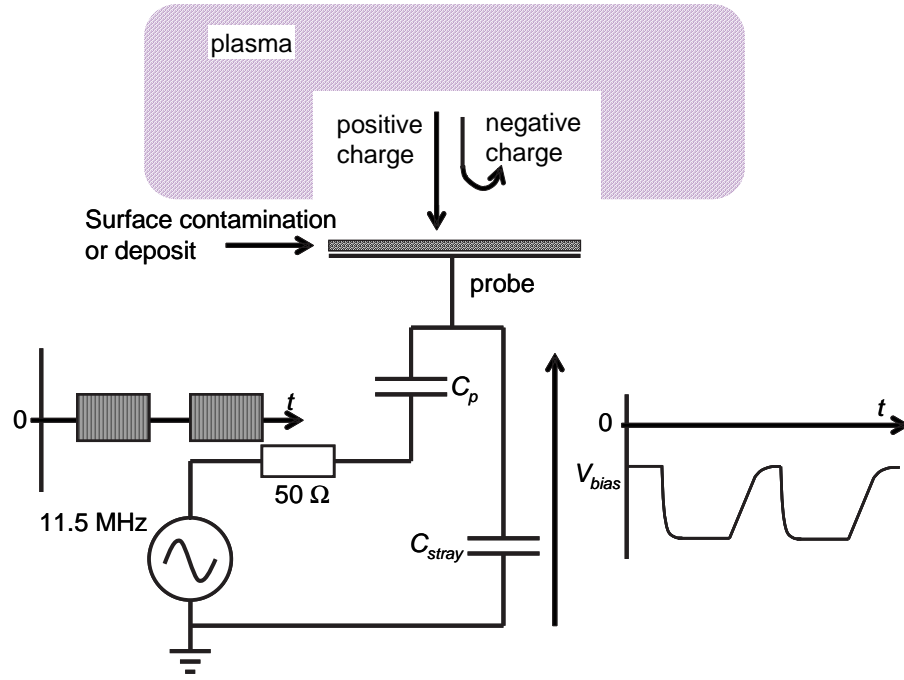 plasma
positive
charge
negative
charge
Surface contamination
or deposit
probe
C_p
0
t
50 Ω
11.5 MHz
C_stray
0
t
V_bias